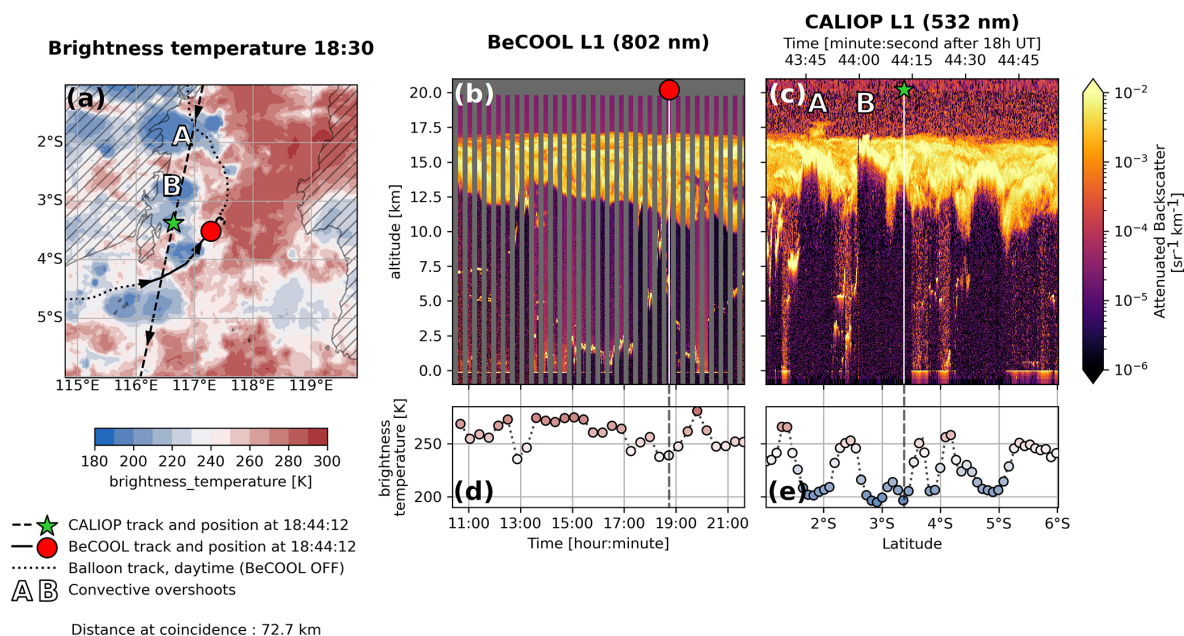 Brightness temperature 18:30
(a)
A
B
2°S
3°S
4°S
5°S
115°E 116°E 117°E 118°E 119°E
180 200 220 240 260 280 300
brightness_temperature [K]
CALIOP track and position at 18:44:12
BeCOOL track and position at 18:44:12
Balloon track, daytime (BeCOOL OFF)
A B Convective overshoots
Distance at coincidence : 72.7 km
BeCOOL L1 (802 nm)
(b)
altitude [km]
20.0
17.5
15.0
12.5
10.0
7.5
5.0
2.5
0.0
CALIOP L1 (532 nm)
Time [minute:second after 18h UT]
43:45 44:00 44:15 44:30 44:45
(c)
A B
10⁻²
10⁻³
10⁻⁴
10⁻⁵
10⁻⁶
Attenuated Backscatter
[sr⁻¹ km⁻¹]
brightness
temperature [K]
250
200
(d)
11:00 13:00 15:00 17:00 19:00 21:00
Time [hour:minute]
(e)
2°S 3°S 4°S 5°S 6°S
Latitude